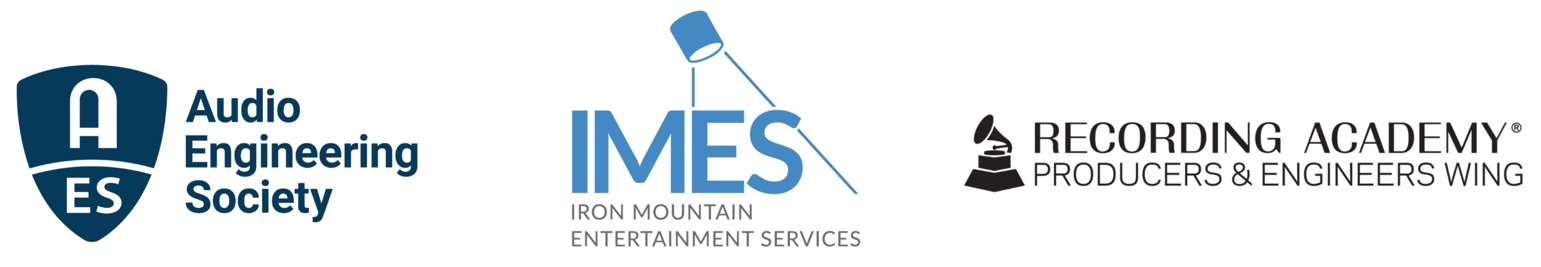 A
ES
Audio
Engineering
Society
IMES
IRON MOUNTAIN
ENTERTAINMENT SERVICES
RECORDING ACADEMY®
PRODUCERS & ENGINEERS WING